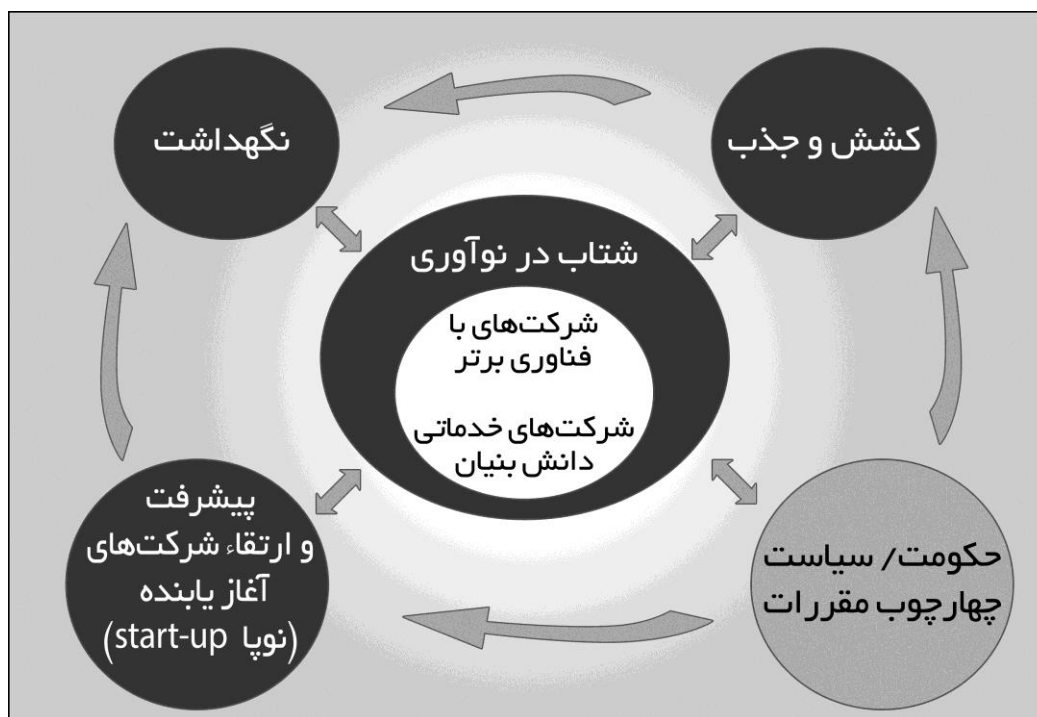 کشش و جذب
نگهداشت
شتاب در نوآوری
شرکت‌های با
فناوری برتر
شرکت‌های خدماتی
دانش بنیان
حکومت/ سیاست
چهارچوب مقررات
پیشرفت
و ارتقاء شرکت‌های
آغاز یابنده
(نوپا start-up)